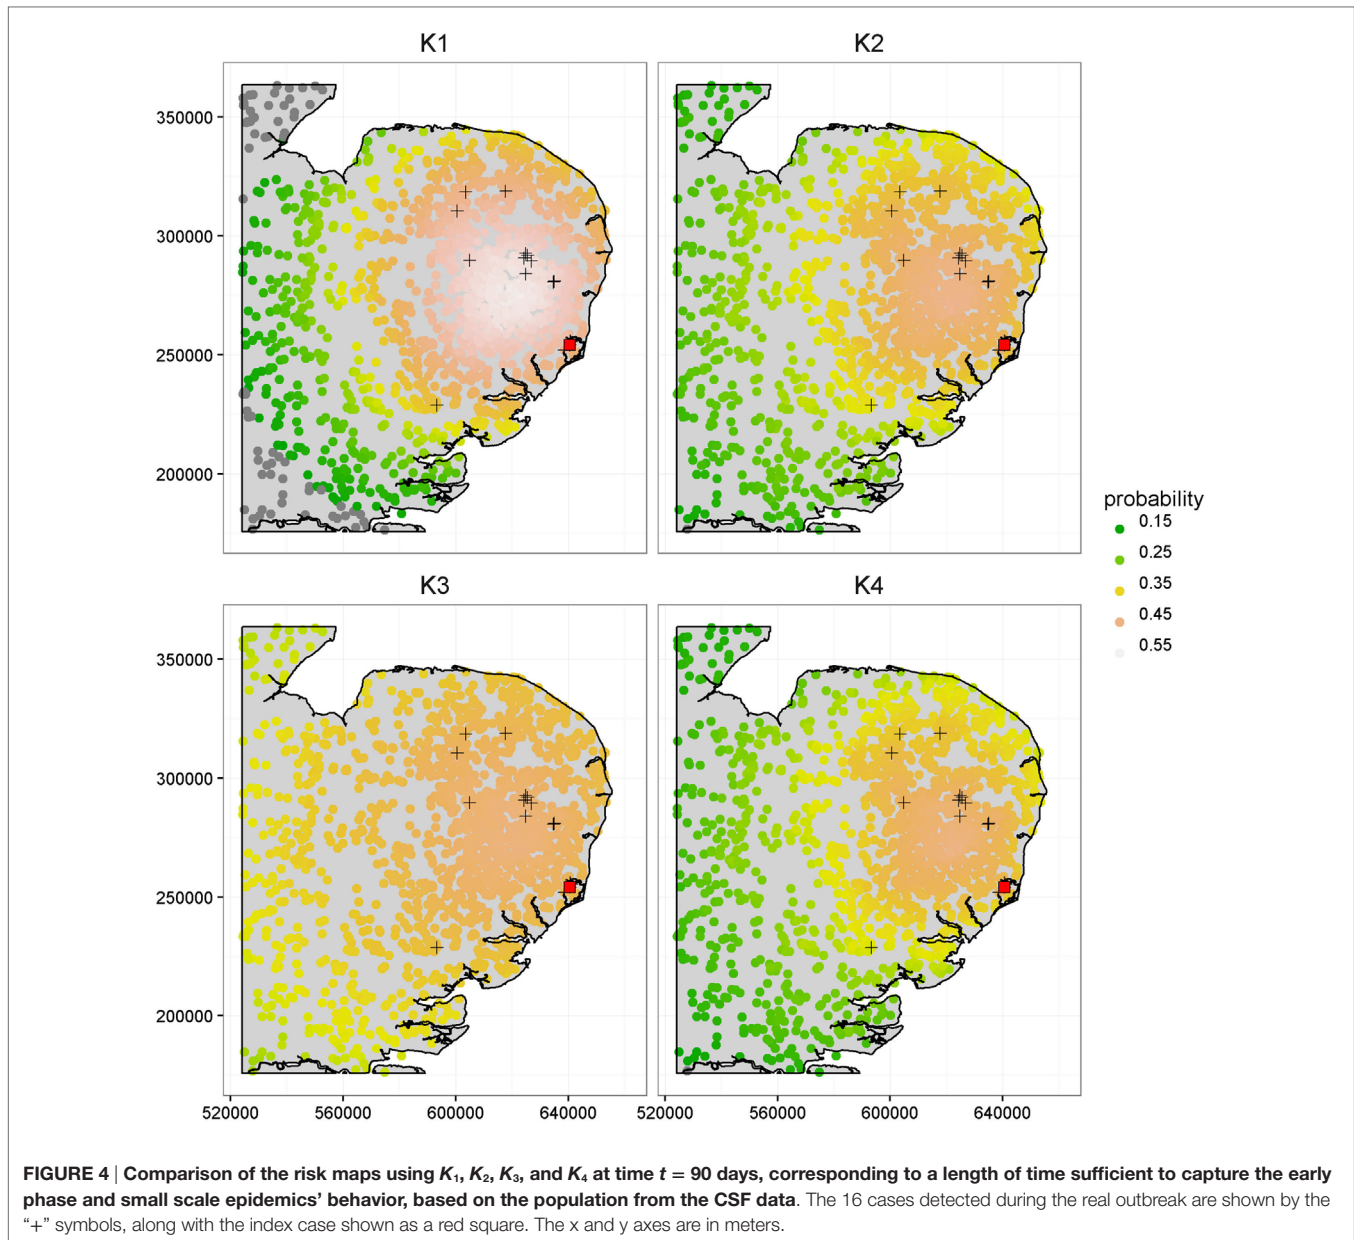 K1
K2
350000
300000
250000
200000
probability
0.15
0.25
0.35
0.45
0.55
K3
K4
350000
300000
250000
200000
520000 560000 600000 640000 520000 560000 600000 640000
FIGURE 4 | Comparison of the risk maps using K₁, K₂, K₃, and K₄ at time t = 90 days, corresponding to a length of time sufficient to capture the early
phase and small scale epidemics’ behavior, based on the population from the CSF data. The 16 cases detected during the real outbreak are shown by the
“+” symbols, along with the index case shown as a red square. The x and y axes are in meters.